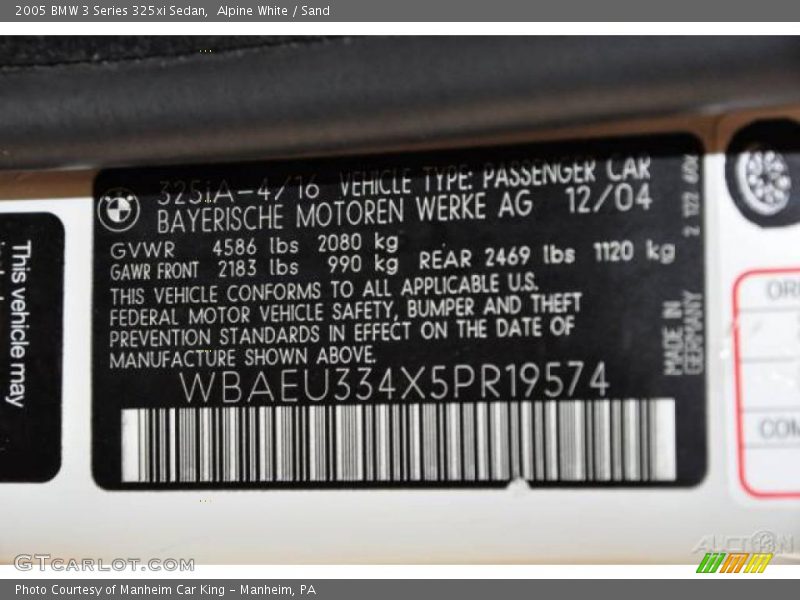 2005 BMW 3 Series 325xi Sedan, Alpine White / Sand
325iA-4/16 VEHICLE TYPE: PASSENGER CAR
BAYERISCHE MOTOREN WERKE AG 12/04
GVWR 4586 lbs 2080 kg
GAWR FRONT 2183 lbs 990 kg REAR 2469 lbs 1120 kg
THIS VEHICLE CONFORMS TO ALL APPLICABLE U.S.
FEDERAL MOTOR VEHICLE SAFETY, BUMPER AND THEFT
PREVENTION STANDARDS IN EFFECT ON THE DATE OF
MANUFACTURE SHOWN ABOVE.
WBAEU334X5PR19574
MADE IN
GERMANY
This vehicle may
GTCARLOT.COM
Photo Courtesy of Manheim Car King - Manheim, PA